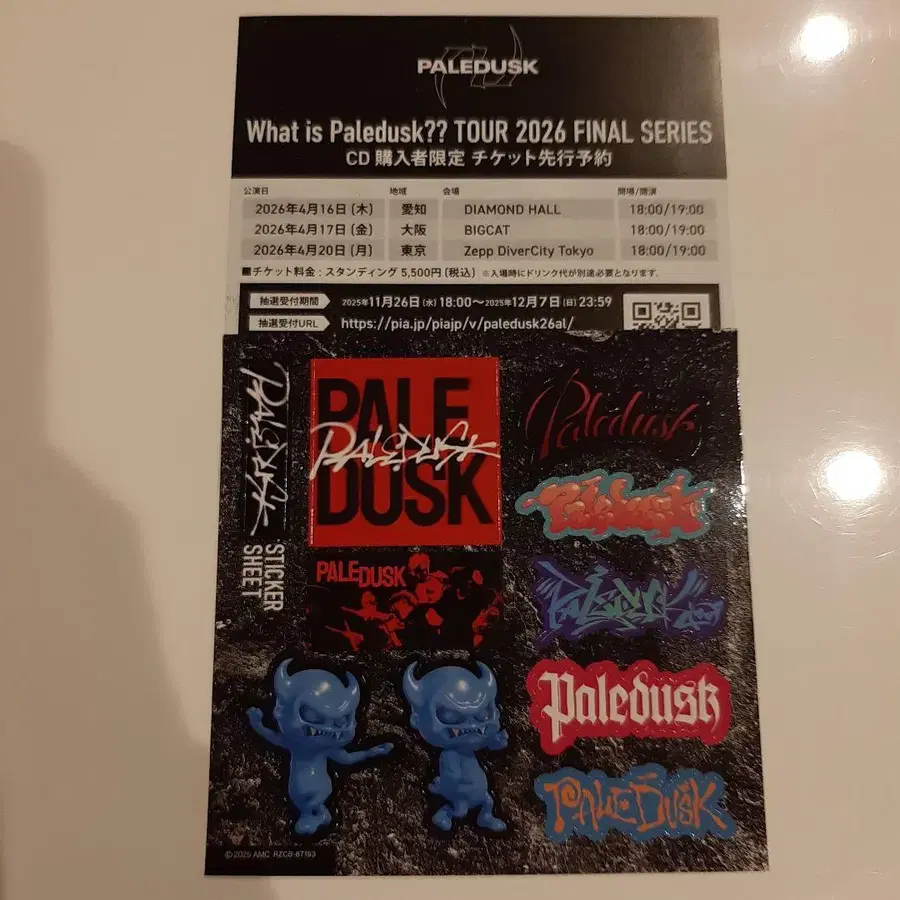 PALEDUSK
What is Paledusk?? TOUR 2026 FINAL SERIES
CD 購入者限定 チケット先行予約
公演日 地域 会場 開場/開演
2026年4月16日 (木) 愛知 DIAMOND HALL 18:00/19:00
2026年4月17日 (金) 大阪 BIGCAT 18:00/19:00
2026年4月20日 (月) 東京 Zepp DiverCity Tokyo 18:00/19:00
■チケット料金 : スタンディング 5,500円 (税込) ※入場時にドリンク代が別途必要となります。
抽選受付期間 2025年11月26日(水) 18:00〜2025年12月7日(日) 23:59
抽選受付URL https://pia.jp/piajp/v/paledusk26al/
PALEDUSK
STICKER
SHEET
PALE
PALEDUSK
DUSK
PALEDUSK
Paledusk
Paledusk
PALEDUSK
Paledusk
PALEDUSK
©2025 AMC RZCB-87193